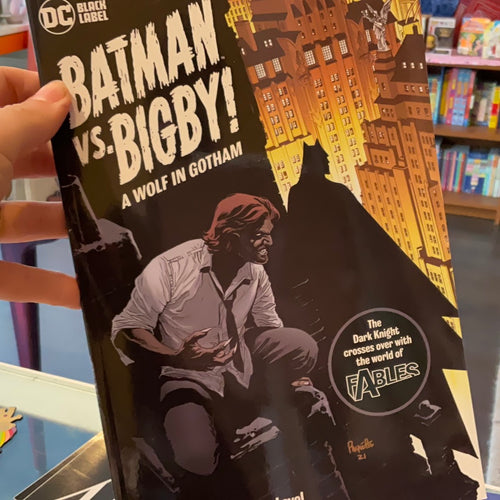 DC
BLACK
LABEL
BATMAN
VS. BIGBY!
A WOLF IN GOTHAM
The
Dark Knight
crosses over with
the world of
FABLES
21